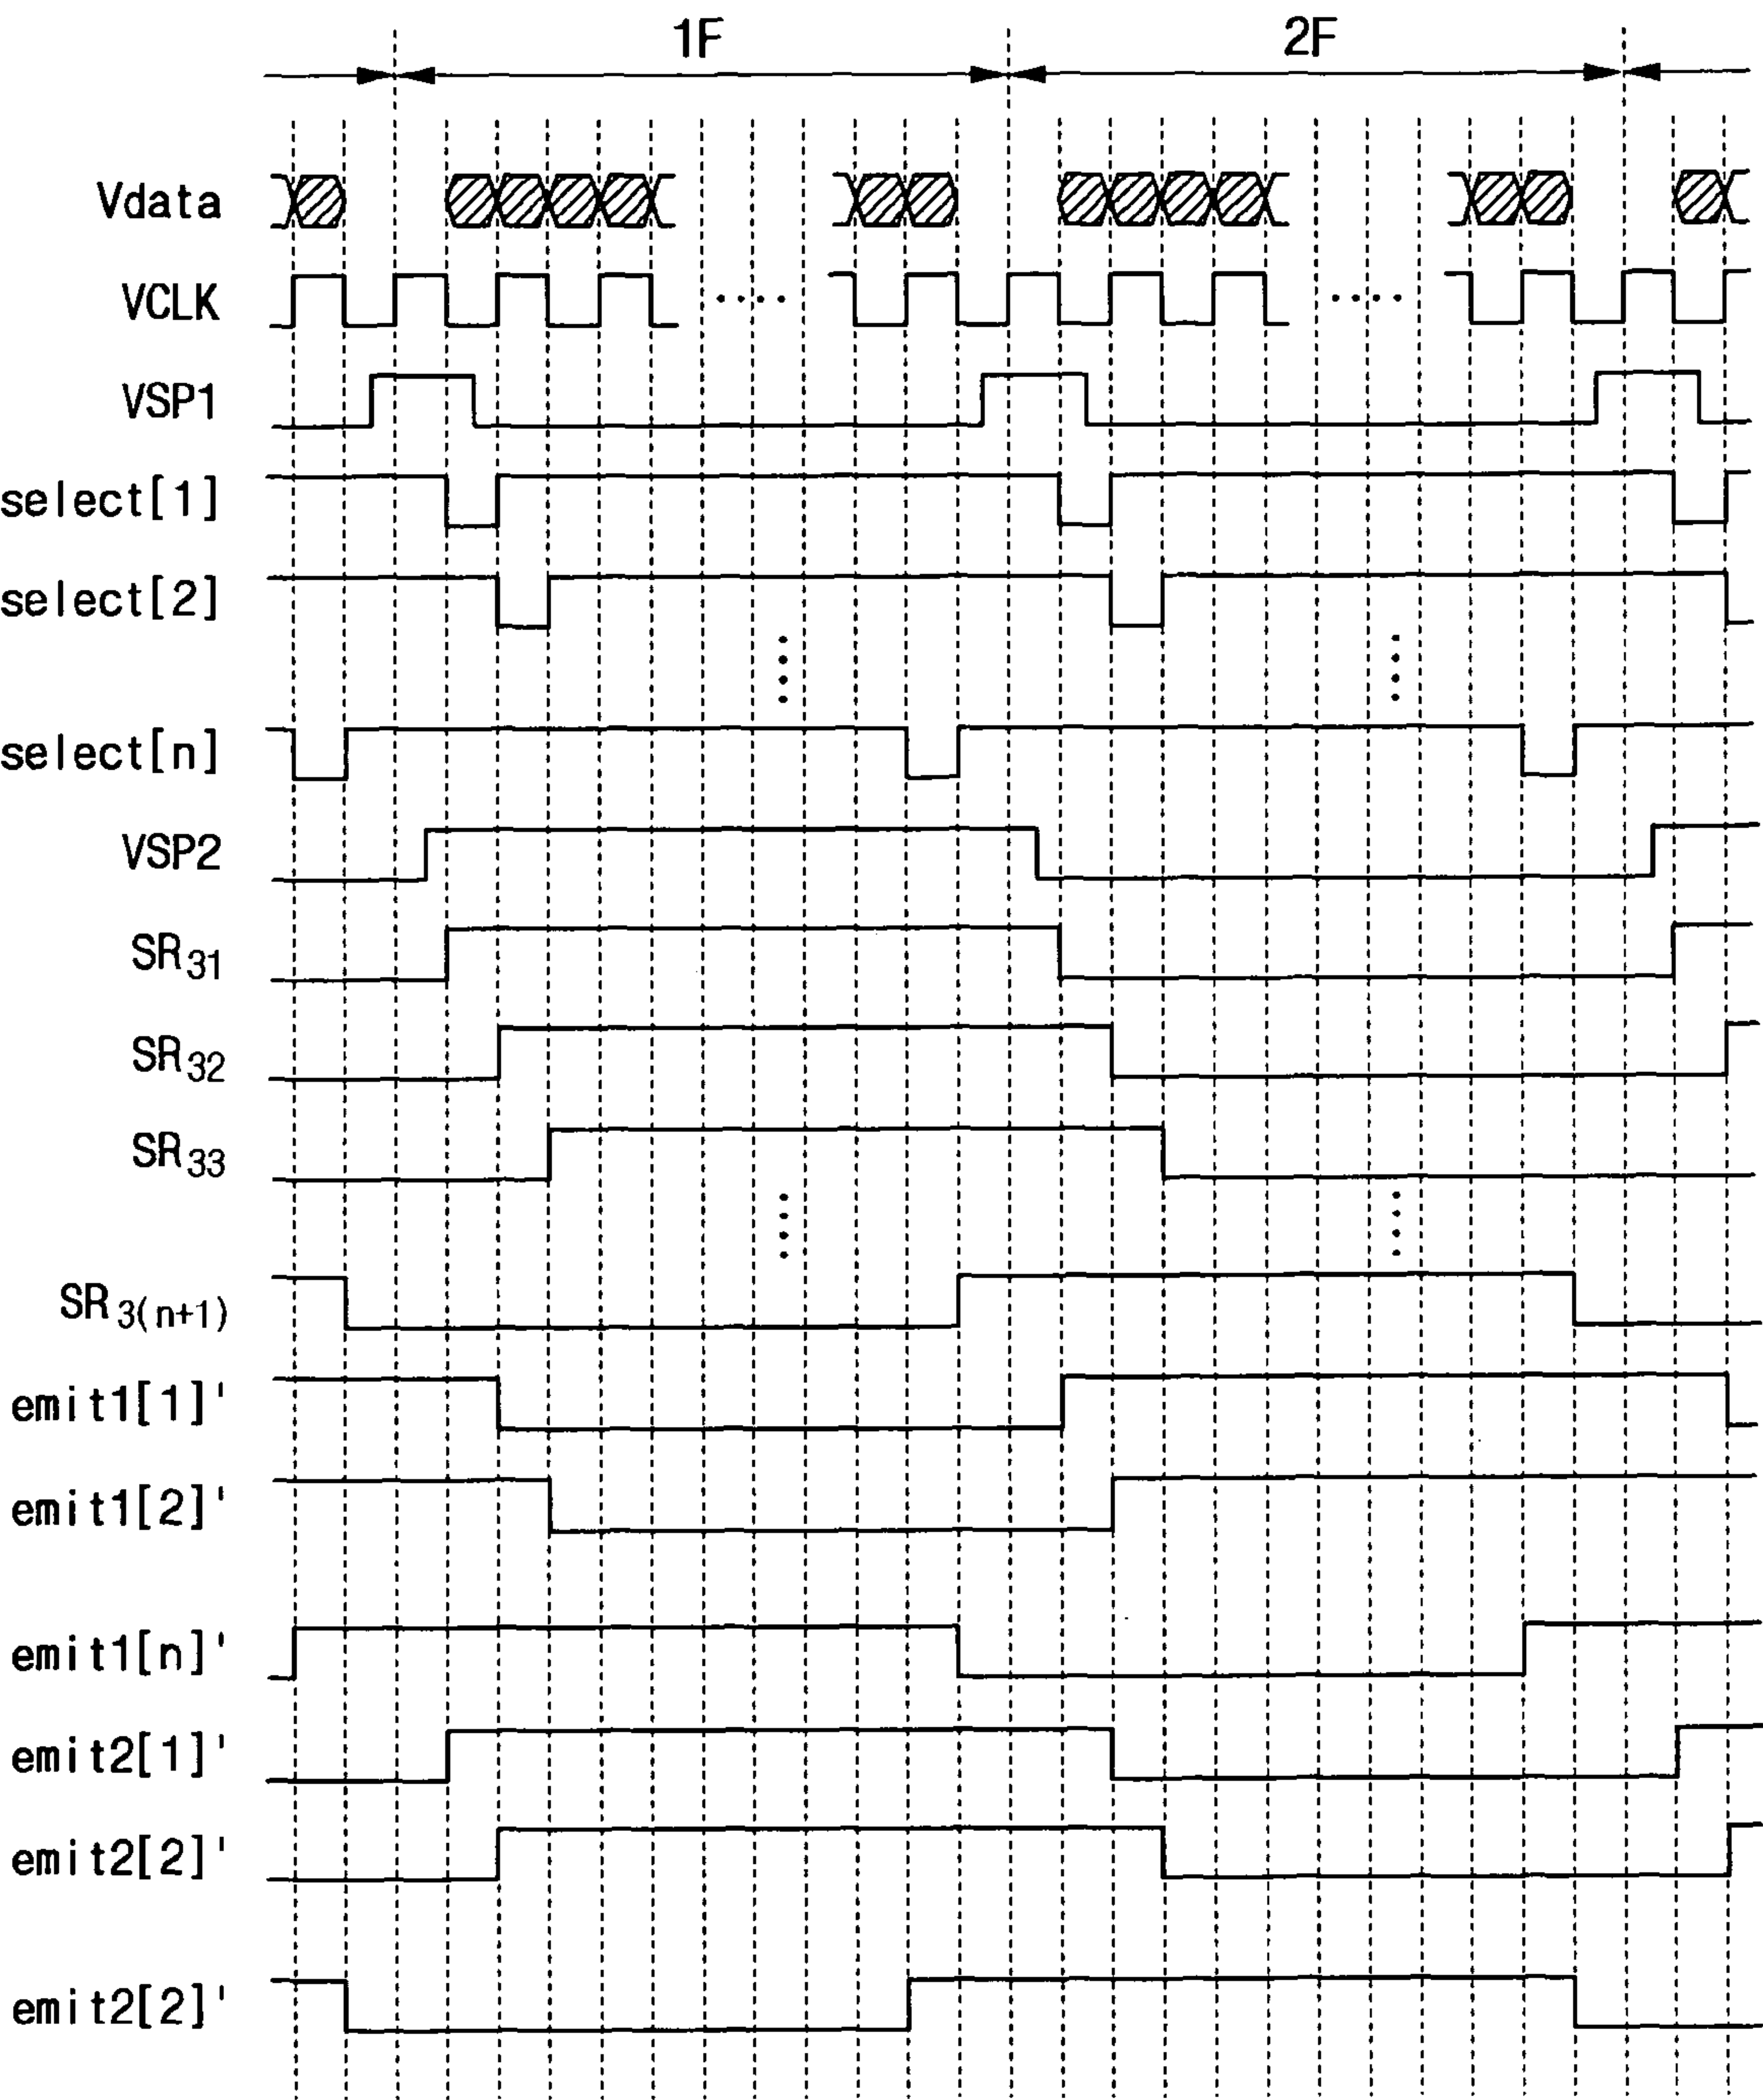 1F 2F
Vdata
VCLK
VSP1
select[1]
select[2]
select[n]
VSP2
SR31
SR32
SR33
SR3(n+1)
emit1[1]'
emit1[2]'
emit1[n]'
emit2[1]'
emit2[2]'
emit2[2]'